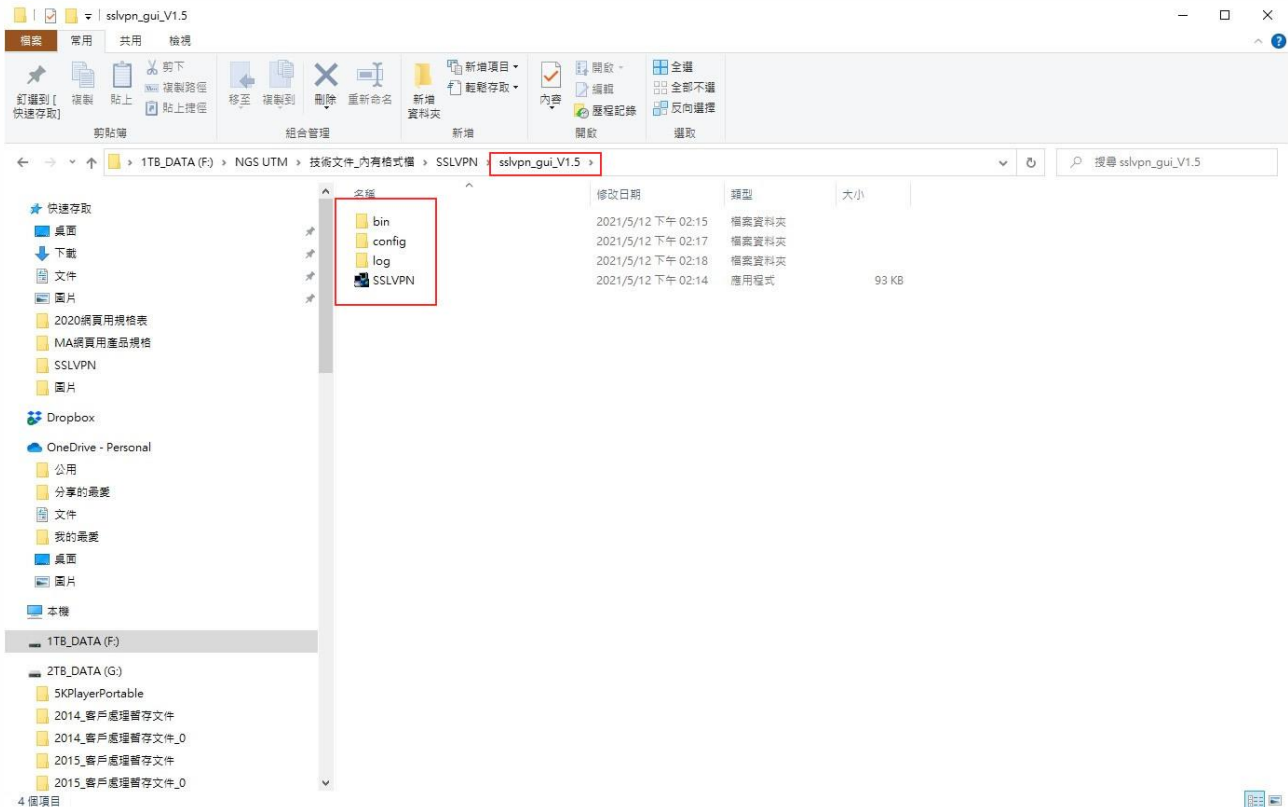 sslvpn_gui_V1.5
檔案 常用 共用 檢視
釘選到 [快速存取]
複製
貼上
剪下
複製路徑
貼上捷徑
移至
複製到
刪除
重新命名
新增資料夾
新增項目
輕鬆存取
內容
開啟
編輯
歷程記錄
全選
全部不選
反向選擇
剪貼簿 組合管理 新增 開啟 選取
1TB_DATA (F:) › NGS UTM › 技術文件_內有格式檔 › SSLVPN › sslvpn_gui_V1.5 ›
搜尋 sslvpn_gui_V1.5
名稱 修改日期 類型 大小
bin 2021/5/12 下午 02:15 檔案資料夾
config 2021/5/12 下午 02:17 檔案資料夾
log 2021/5/12 下午 02:18 檔案資料夾
SSLVPN 2021/5/12 下午 02:14 應用程式 93 KB
快速存取
桌面
下載
文件
圖片
2020網頁用規格表
MA網頁用產品規格
SSLVPN
圖片
Dropbox
OneDrive - Personal
公用
分享的最愛
文件
我的最愛
桌面
圖片
本機
1TB_DATA (F:)
2TB_DATA (G:)
5KPlayerPortable
2014_客戶處理暫存文件
2014_客戶處理暫存文件_0
2015_客戶處理暫存文件
2015_客戶處理暫存文件_0
4 個項目